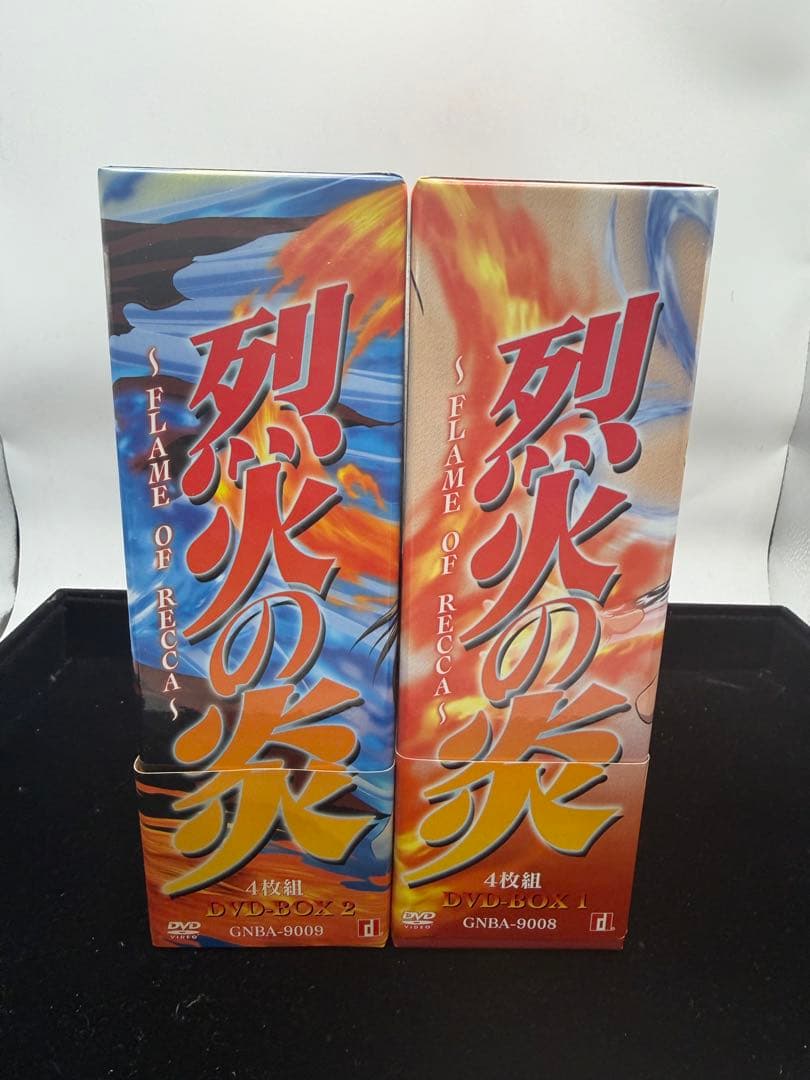 烈火の炎
～FLAME OF RECCA～
4枚組
DVD-BOX 2
DVD
VIDEO
GNBA-9009
d
烈火の炎
～FLAME OF RECCA～
4枚組
DVD-BOX 1
DVD
VIDEO
GNBA-9008
d